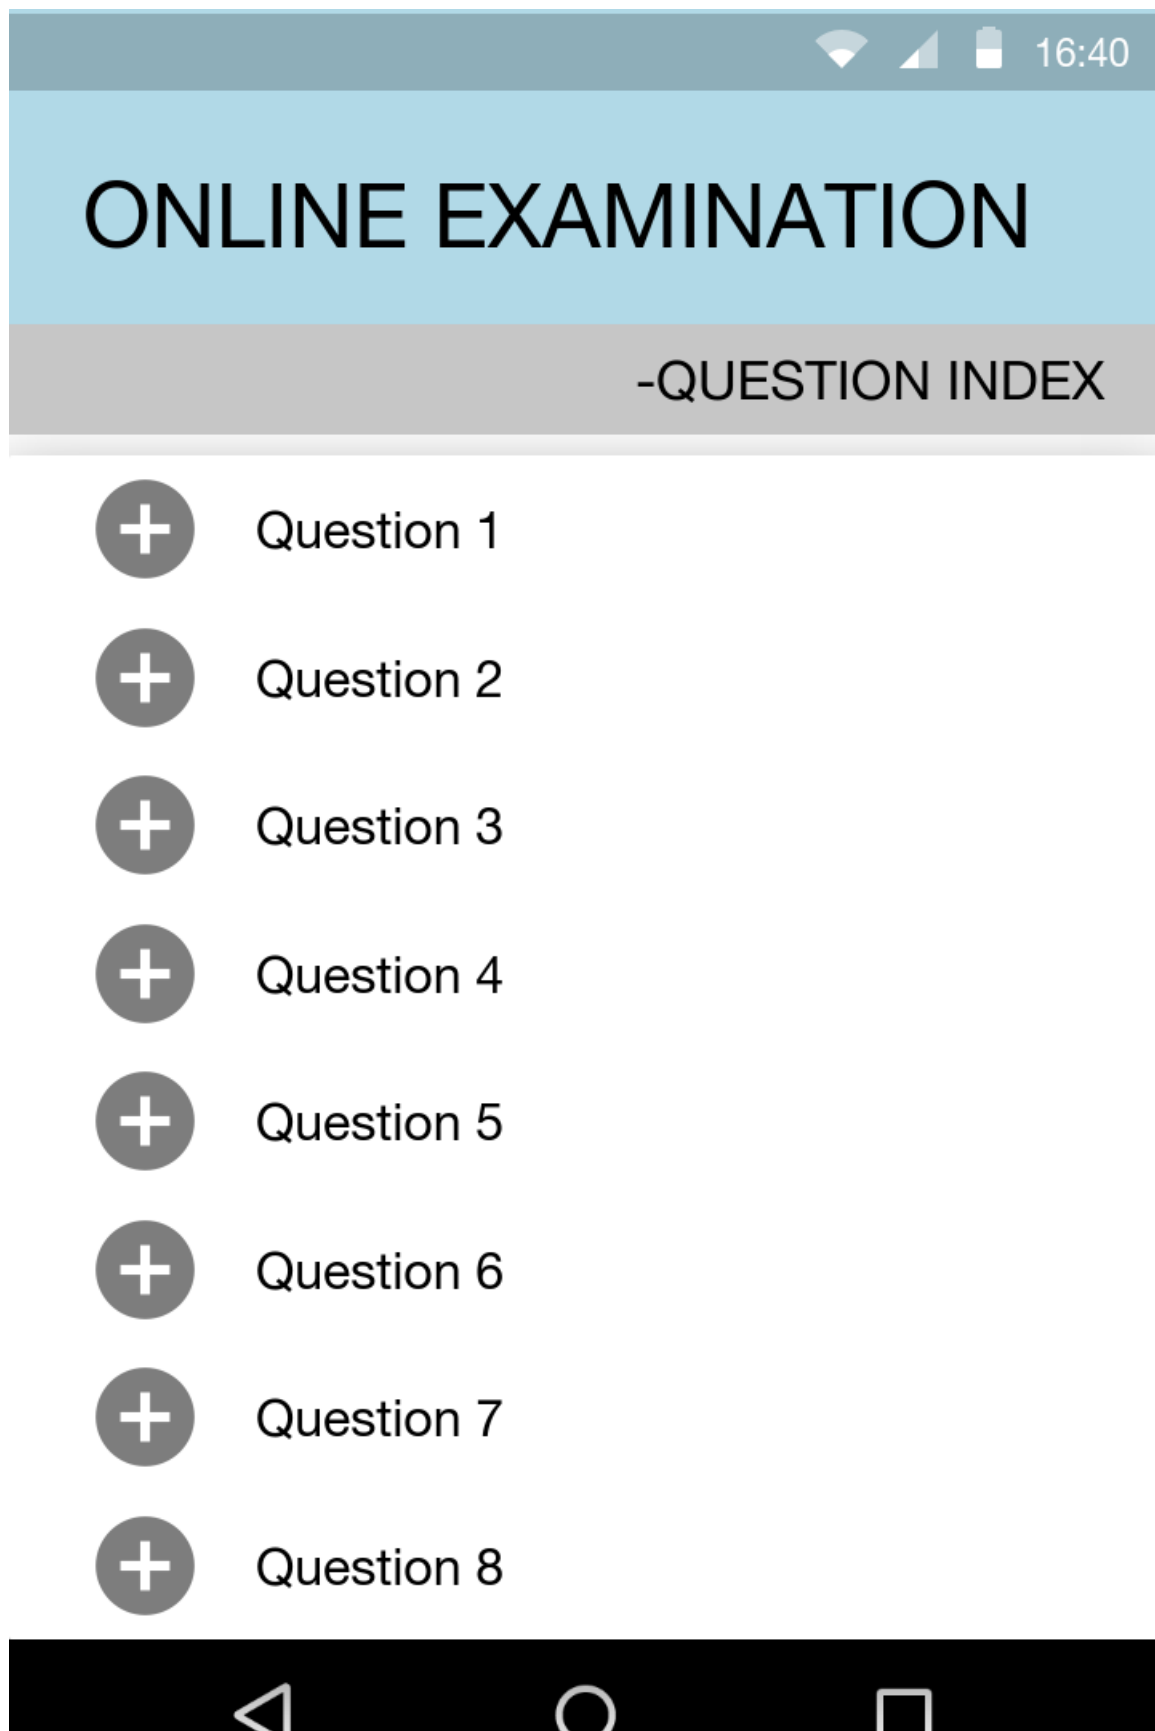 16:40
ONLINE EXAMINATION
-QUESTION INDEX
Question 1
Question 2
Question 3
Question 4
Question 5
Question 6
Question 7
Question 8